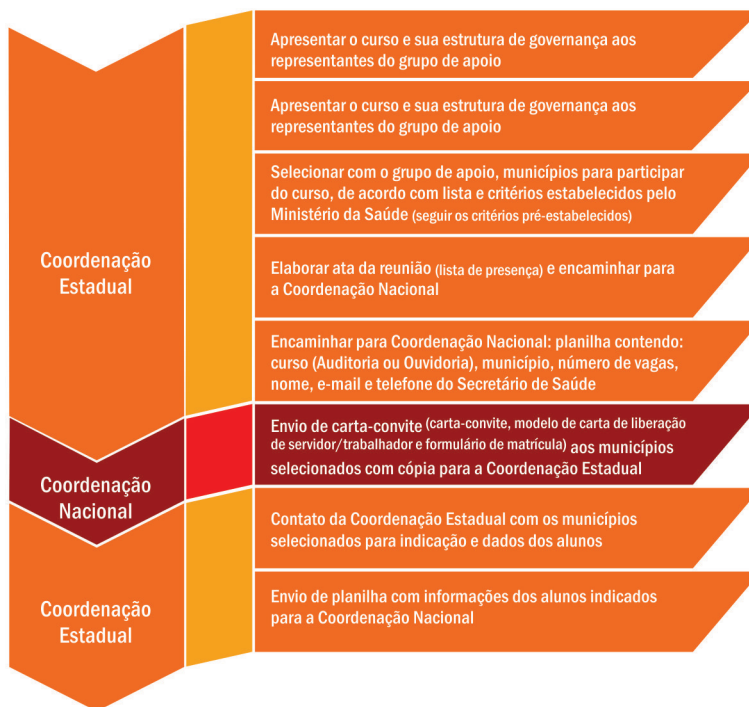 Apresentar o curso e sua estrutura de governança aos
representantes do grupo de apoio
Apresentar o curso e sua estrutura de governança aos
representantes do grupo de apoio
Selecionar com o grupo de apoio, municípios para participar
do curso, de acordo com lista e critérios estabelecidos pelo
Ministério da Saúde (seguir os critérios pré-estabelecidos)
Coordenação
Estadual
Elaborar ata da reunião (lista de presença) e encaminhar para
a Coordenação Nacional
Encaminhar para Coordenação Nacional: planilha contendo:
curso (Auditoria ou Ouvidoria), município, número de vagas,
nome, e-mail e telefone do Secretário de Saúde
Coordenação
Nacional
Envio de carta-convite (carta-convite, modelo de carta de liberação
de servidor/trabalhador e formulário de matrícula) aos municípios
selecionados com cópia para a Coordenação Estadual
Contato da Coordenação Estadual com os municípios
selecionados para indicação e dados dos alunos
Coordenação
Estadual
Envio de planilha com informações dos alunos indicados
para a Coordenação Nacional